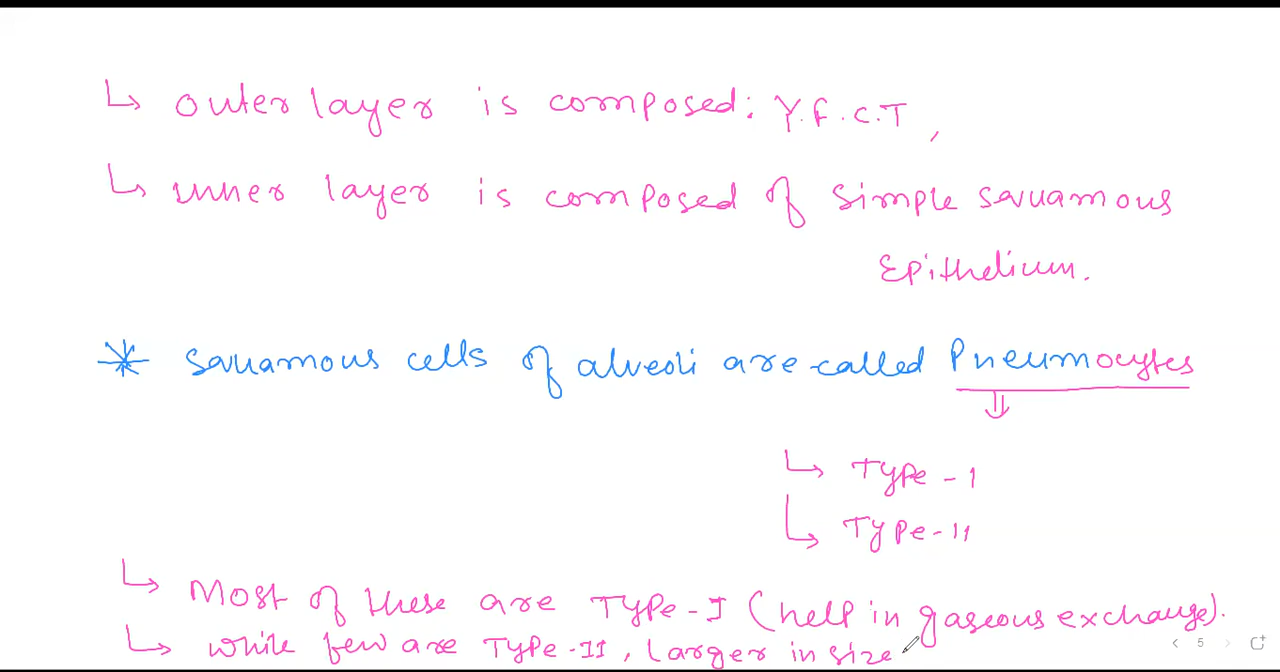 ↳ outer layer is composed: Y.F.C.T,
↳ inner layer is composed of simple squamous
Epithelium.
* squamous cells of alveoli are called Pneumocytes
⇓
↳ Type-I
↳ Type-II
↳ Most of these are Type-I (help in gaseous exchange).
↳ while few are Type-II, larger in size
< 5 >